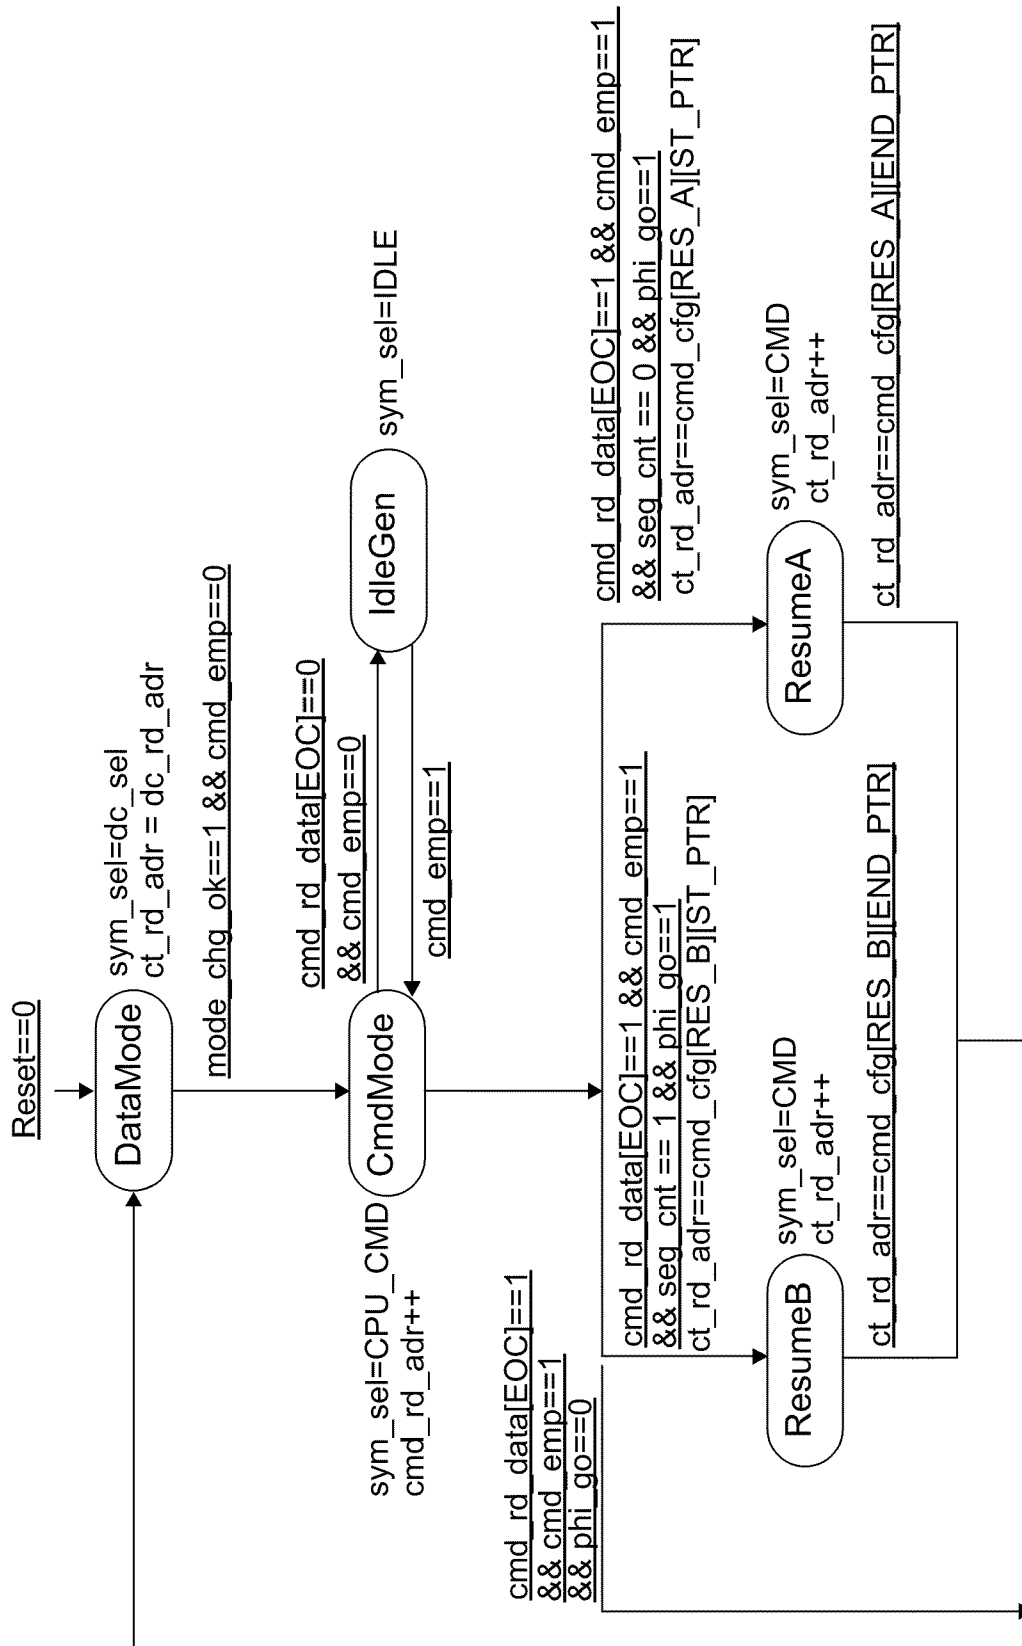 Reset==0
DataMode
sym_sel=dc_sel
ct_rd_adr = dc_rd_adr
mode_chg_ok==1 && cmd_emp==0
CmdMode
sym_sel=CPU_CMD
cmd_rd_adr++
cmd_rd_data[EOC]==0
&& cmd_emp==0
cmd_emp==1
IdleGen
sym_sel=IDLE
cmd_rd_data[EOC]==1
&& cmd_emp==1
&& phi_go==0
cmd_rd_data[EOC]==1 && cmd_emp==1
&& seg_cnt == 1 && phi_go==1
ct_rd_adr==cmd_cfg[RES_B][ST_PTR]
cmd_rd_data[EOC]==1 && cmd_emp==1
&& seg_cnt == 0 && phi_go==1
ct_rd_adr==cmd_cfg[RES_A][ST_PTR]
ResumeB
sym_sel=CMD
ct_rd_adr++
ResumeA
sym_sel=CMD
ct_rd_adr++
ct_rd_adr==cmd_cfg[RES_B][END_PTR]
ct_rd_adr==cmd_cfg[RES_A][END_PTR]